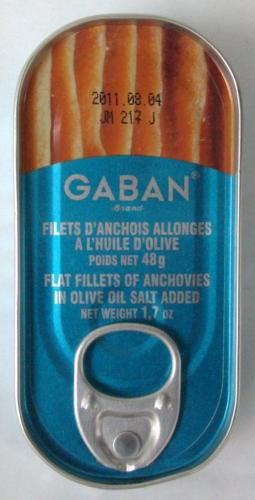 2011.08.04
JM 217 J
GABAN®
Brand
FILETS D'ANCHOIS ALLONGES
A L'HUILE D'OLIVE
POIDS NET 48g
FLAT FILLETS OF ANCHOVIES
IN OLIVE OIL SALT ADDED
NET WEIGHT 1,7 OZ